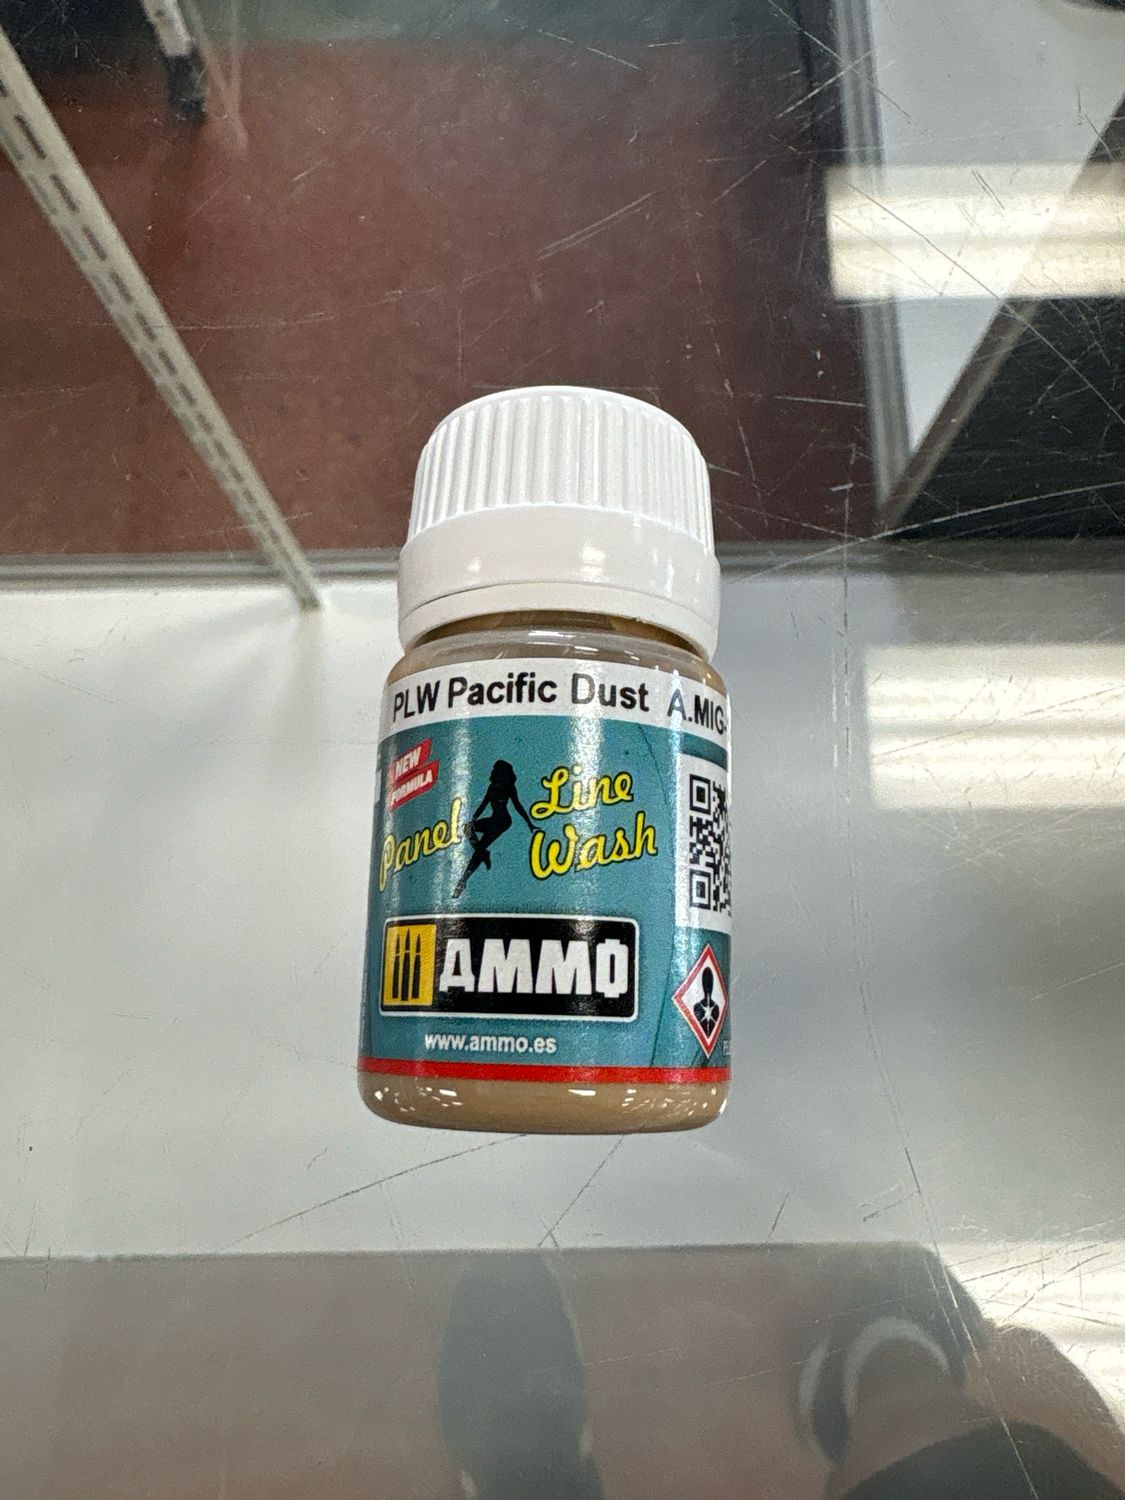 PLW Pacific Dust A.MIG-
NEW
FORMULA
Panel Line
Wash
AMMO
www.ammo.es